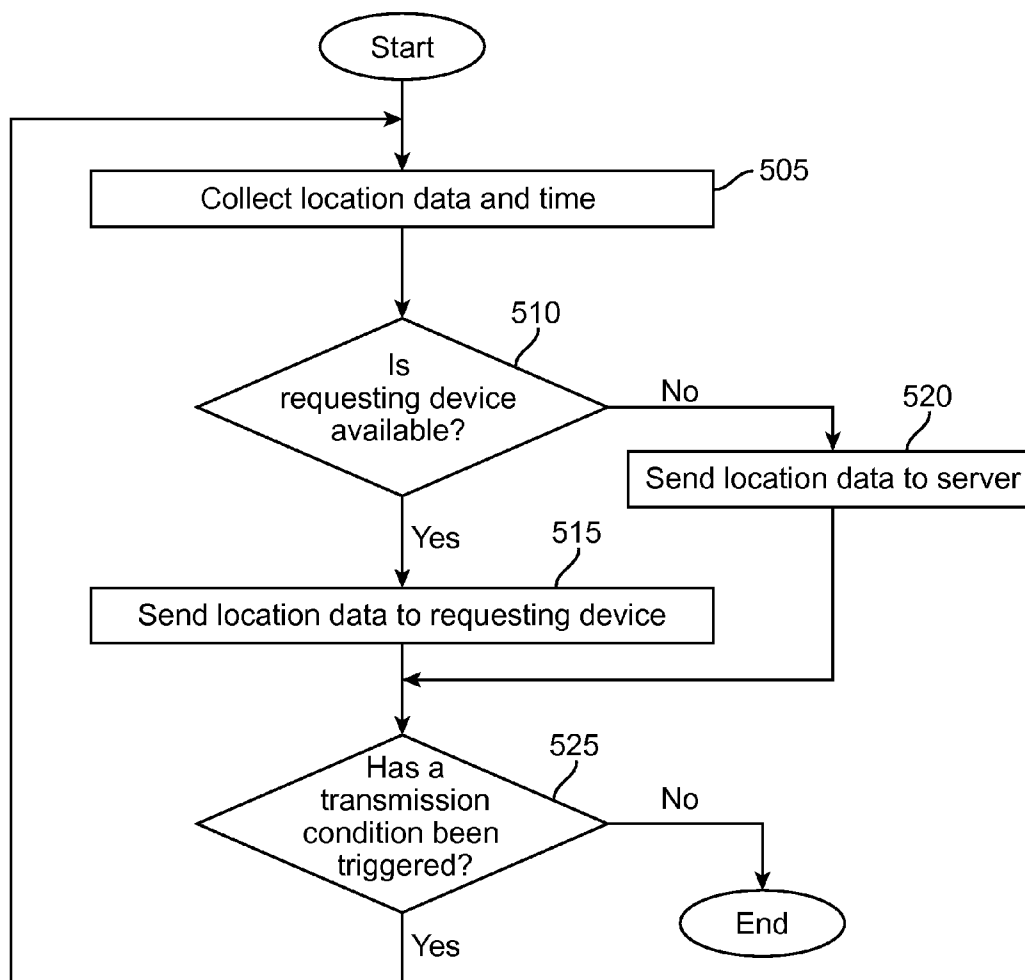 Start
Collect location data and time
505
510
Is
requesting device
available?
No
520
Send location data to server
Yes
515
Send location data to requesting device
525
Has a
transmission
condition been
triggered?
No
End
Yes